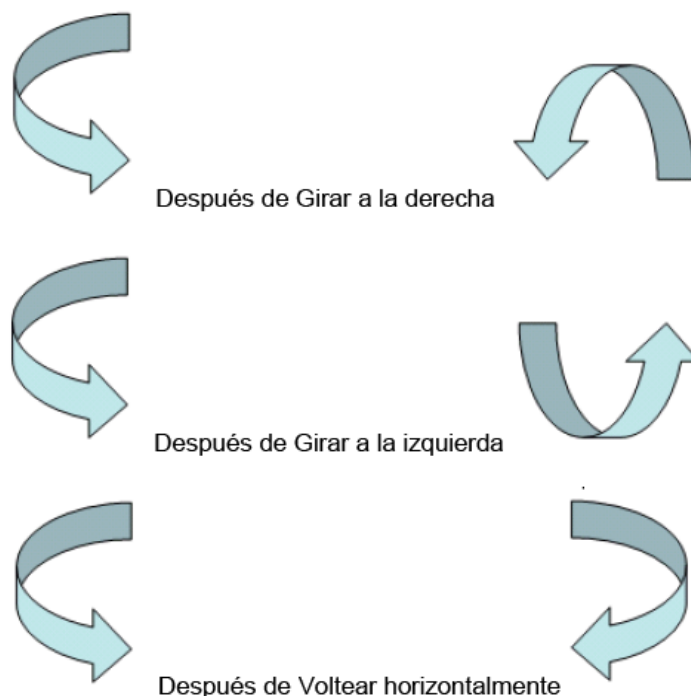 Después de Girar a la derecha
Después de Girar a la izquierda
Después de Voltear horizontalmente